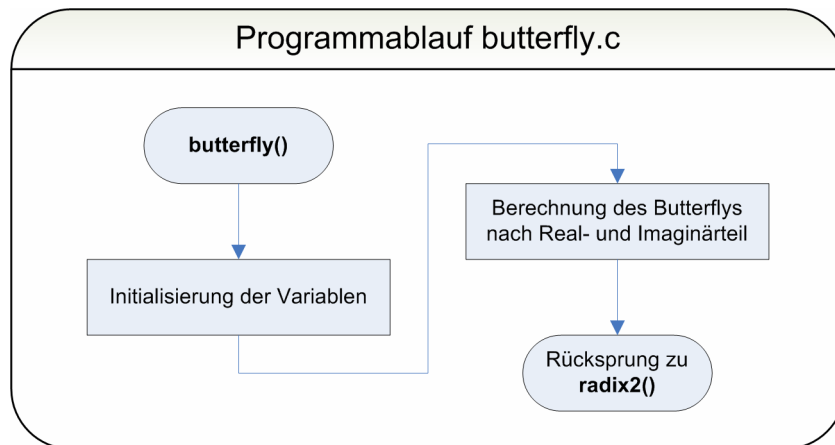 Programmablauf butterfly.c
butterfly()
Initialisierung der Variablen
Berechnung des Butterflys
nach Real- und Imaginärteil
Rücksprung zu
radix2()